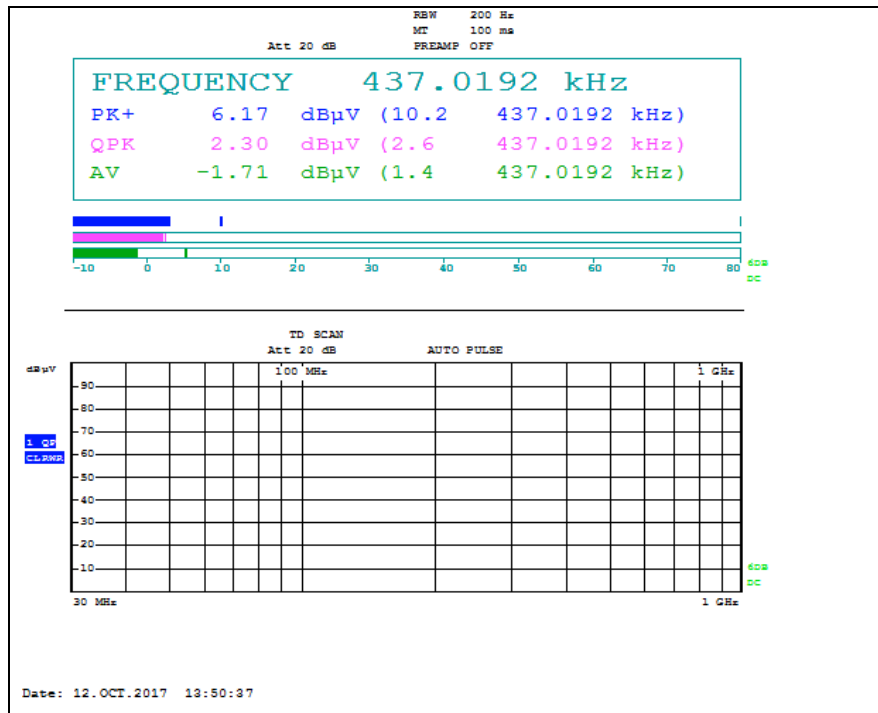 RBW 200 Hz
MT 100 ms
Att 20 dB PREAMP OFF
FREQUENCY 437.0192 kHz
PK+ 6.17 dBµV (10.2 437.0192 kHz)
QPK 2.30 dBµV (2.6 437.0192 kHz)
AV -1.71 dBµV (1.4 437.0192 kHz)
-10 0 10 20 30 40 50 60 70 80
6DB
DC
TD SCAN
Att 20 dB AUTO PULSE
dBµV
100 MHz 1 GHz
90
80
70
1 QP
60
CLRWR
50
40
30
20
10
6DB
DC
30 MHz 1 GHz
Date: 12.OCT.2017 13:50:37